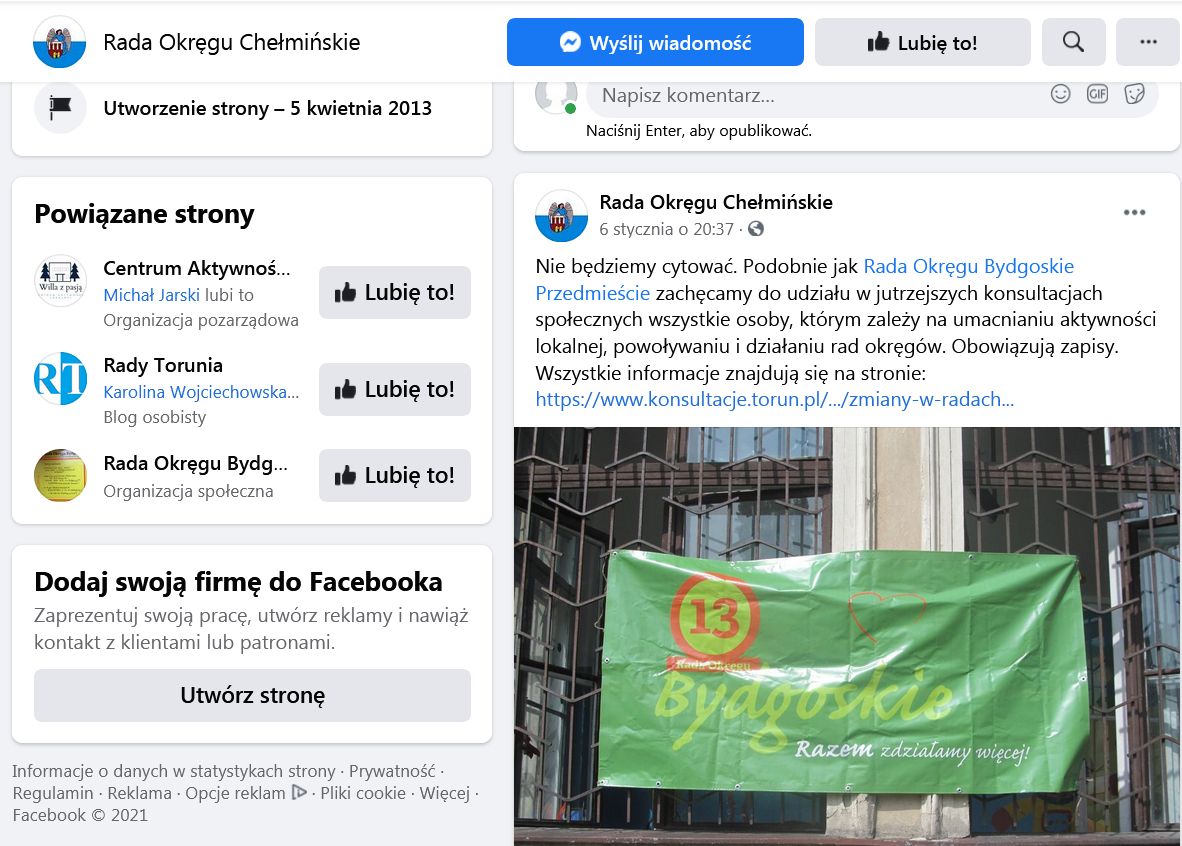 Rada Okręgu Chełmińskie
Wyślij wiadomość
Lubię to!
Utworzenie strony – 5 kwietnia 2013
Powiązane strony
Willa z pasją
Centrum Aktywnoś...
Michał Jarski lubi to
Organizacja pozarządowa
Lubię to!
RT
Rady Torunia
Karolina Wojciechowska...
Blog osobisty
Lubię to!
Rada Okręgu Bydg...
Organizacja społeczna
Lubię to!
Dodaj swoją firmę do Facebooka
Zaprezentuj swoją pracę, utwórz reklamy i nawiąż
kontakt z klientami lub patronami.
Utwórz stronę
Informacje o danych w statystykach strony · Prywatność ·
Regulamin · Reklama · Opcje reklam · Pliki cookie · Więcej ·
Facebook © 2021
Napisz komentarz...
GIF
Naciśnij Enter, aby opublikować.
Rada Okręgu Chełmińskie
6 stycznia o 20:37 ·
Nie będziemy cytować. Podobnie jak Rada Okręgu Bydgoskie
Przedmieście zachęcamy do udziału w jutrzejszych konsultacjach
społecznych wszystkie osoby, którym zależy na umacnianiu aktywności
lokalnej, powoływaniu i działaniu rad okręgów. Obowiązują zapisy.
Wszystkie informacje znajdują się na stronie:
https://www.konsultacje.torun.pl/.../zmiany-w-radach...
13
Rada Okręgu
Bydgoskie
Razem zdziałamy więcej!